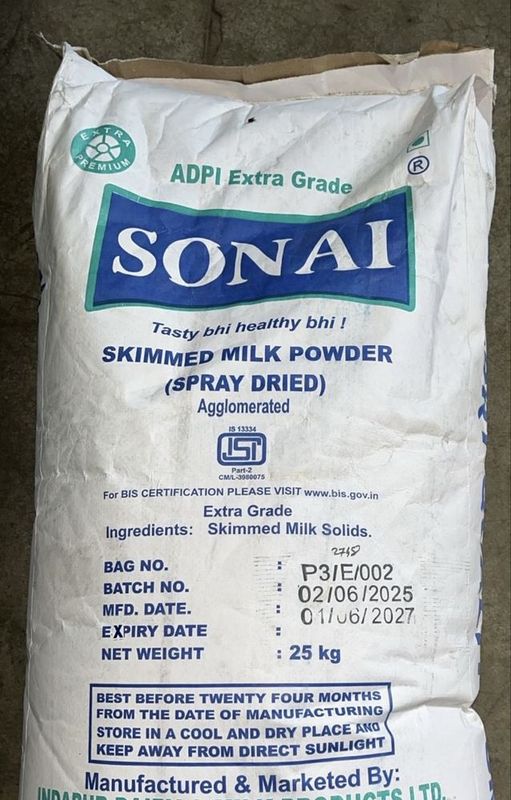 EXTRA
PREMIUM
®
ADPI Extra Grade
SONAI
Tasty bhi healthy bhi !
SKIMMED MILK POWDER
(SPRAY DRIED)
Agglomerated
IS 13334
ISI
Part-2
CM/L-3980075
For BIS CERTIFICATION PLEASE VISIT www.bis.gov.in
Extra Grade
Ingredients: Skimmed Milk Solids.
BAG NO. :
BATCH NO. : P3/E/002
MFD. DATE. : 02/06/2025
EXPIRY DATE : 01/06/2027
NET WEIGHT : 25 kg
BEST BEFORE TWENTY FOUR MONTHS
FROM THE DATE OF MANUFACTURING
STORE IN A COOL AND DRY PLACE AND
KEEP AWAY FROM DIRECT SUNLIGHT
Manufactured & Marketed By: